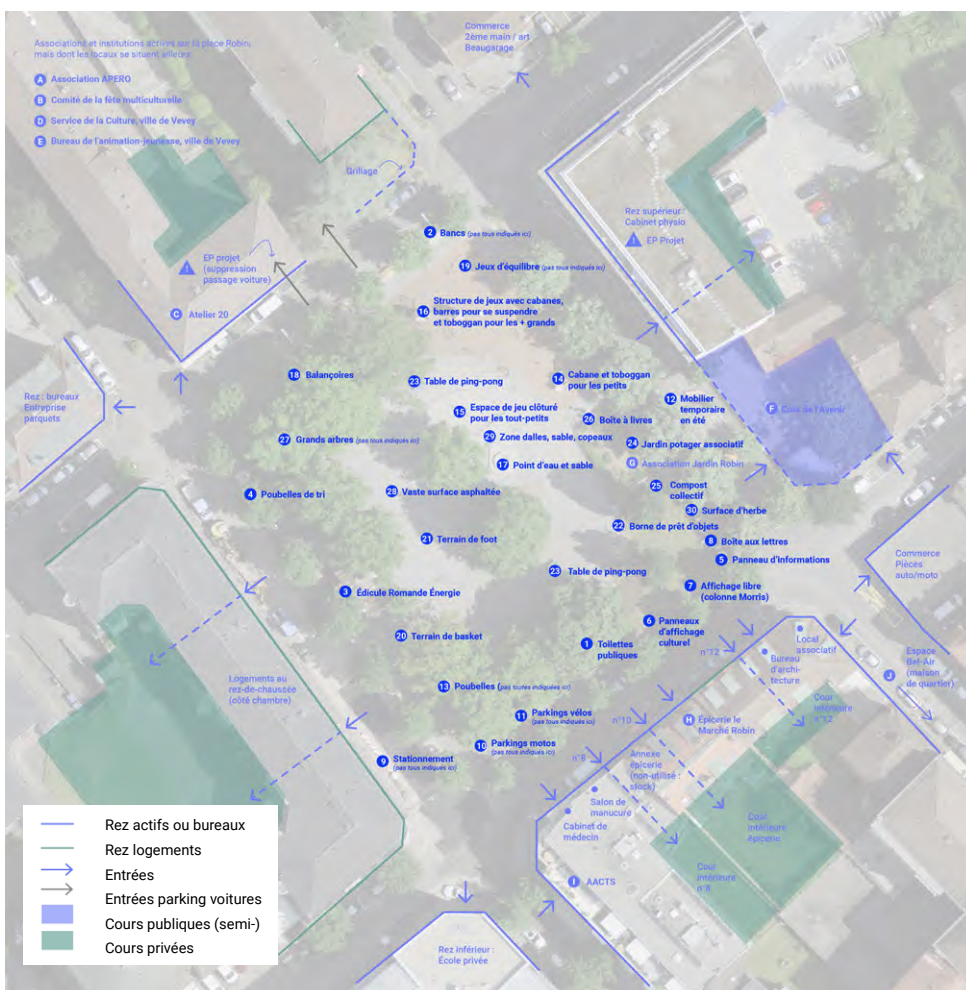 Associations et institutions actives sur la place Robin,
mais dont les locaux se situent ailleurs:
A Association APERO
B Comité de la fête multiculturelle
D Service de la Culture, ville de Vevey
E Bureau de l'animation-jeunesse, ville de Vevey
Commerce
2ème main / art
Beaugarage
Grillage
Rez supérieur :
Cabinet physio
! EP Projet
EP projet
(suppression
passage voiture)
!
C Atelier 20
2 Bancs (pas tous indiqués ici)
19 Jeux d'équilibre (pas tous indiqués ici)
16 Structure de jeux avec cabanes,
barres pour se suspendre
et toboggan pour les + grands
18 Balançoires
23 Table de ping-pong
14 Cabane et toboggan
pour les petits
Rez : bureaux
Entreprise
parquets
15 Espace de jeu clôturé
pour les tout-petits
26 Boîte à livres
12 Mobilier
temporaire
en été
F Café de l'Avenir
27 Grands arbres (pas tous indiqués ici)
29 Zone dalles, sable, copeaux
24 Jardin potager associatif
17 Point d'eau et sable
G Association Jardin Robin
4 Poubelles de tri
28 Vaste surface asphaltée
25 Compost
collectif
30 Surface d'herbe
22 Borne de prêt d'objets
21 Terrain de foot
8 Boîte aux lettres
5 Panneau d'informations
Commerce
Pièces
auto/moto
23 Table de ping-pong
3 Édicule Romande Énergie
7 Affichage libre
(colonne Morris)
20 Terrain de basket
1 Toilettes
publiques
6 Panneaux
d'affichage
culturel
n°12
Local
associatif
Bureau
d'archi-
tecture
J Espace
Bel-Air
(maison
de quartier)
Logements au
rez-de-chaussée
(côté chambre)
13 Poubelles (pas toutes indiquées ici)
Cour
intérieure
n°12
11 Parkings vélos
(pas tous indiqués ici)
n°10
H Épicerie le
Marché Robin
10 Parkings motos
(pas tous indiqués ici)
9 Stationnement
(pas tous indiqués ici)
n°8
Annexe
épicerie
(non-utilisé :
stock)
Salon de
manucure
Cabinet de
médecin
Cour
intérieure
épicerie
Cour
intérieure
n°8
I AACTS
Rez inférieur :
École privée
Rez actifs ou bureaux
Rez logements
Entrées
Entrées parking voitures
Cours publiques (semi-)
Cours privées